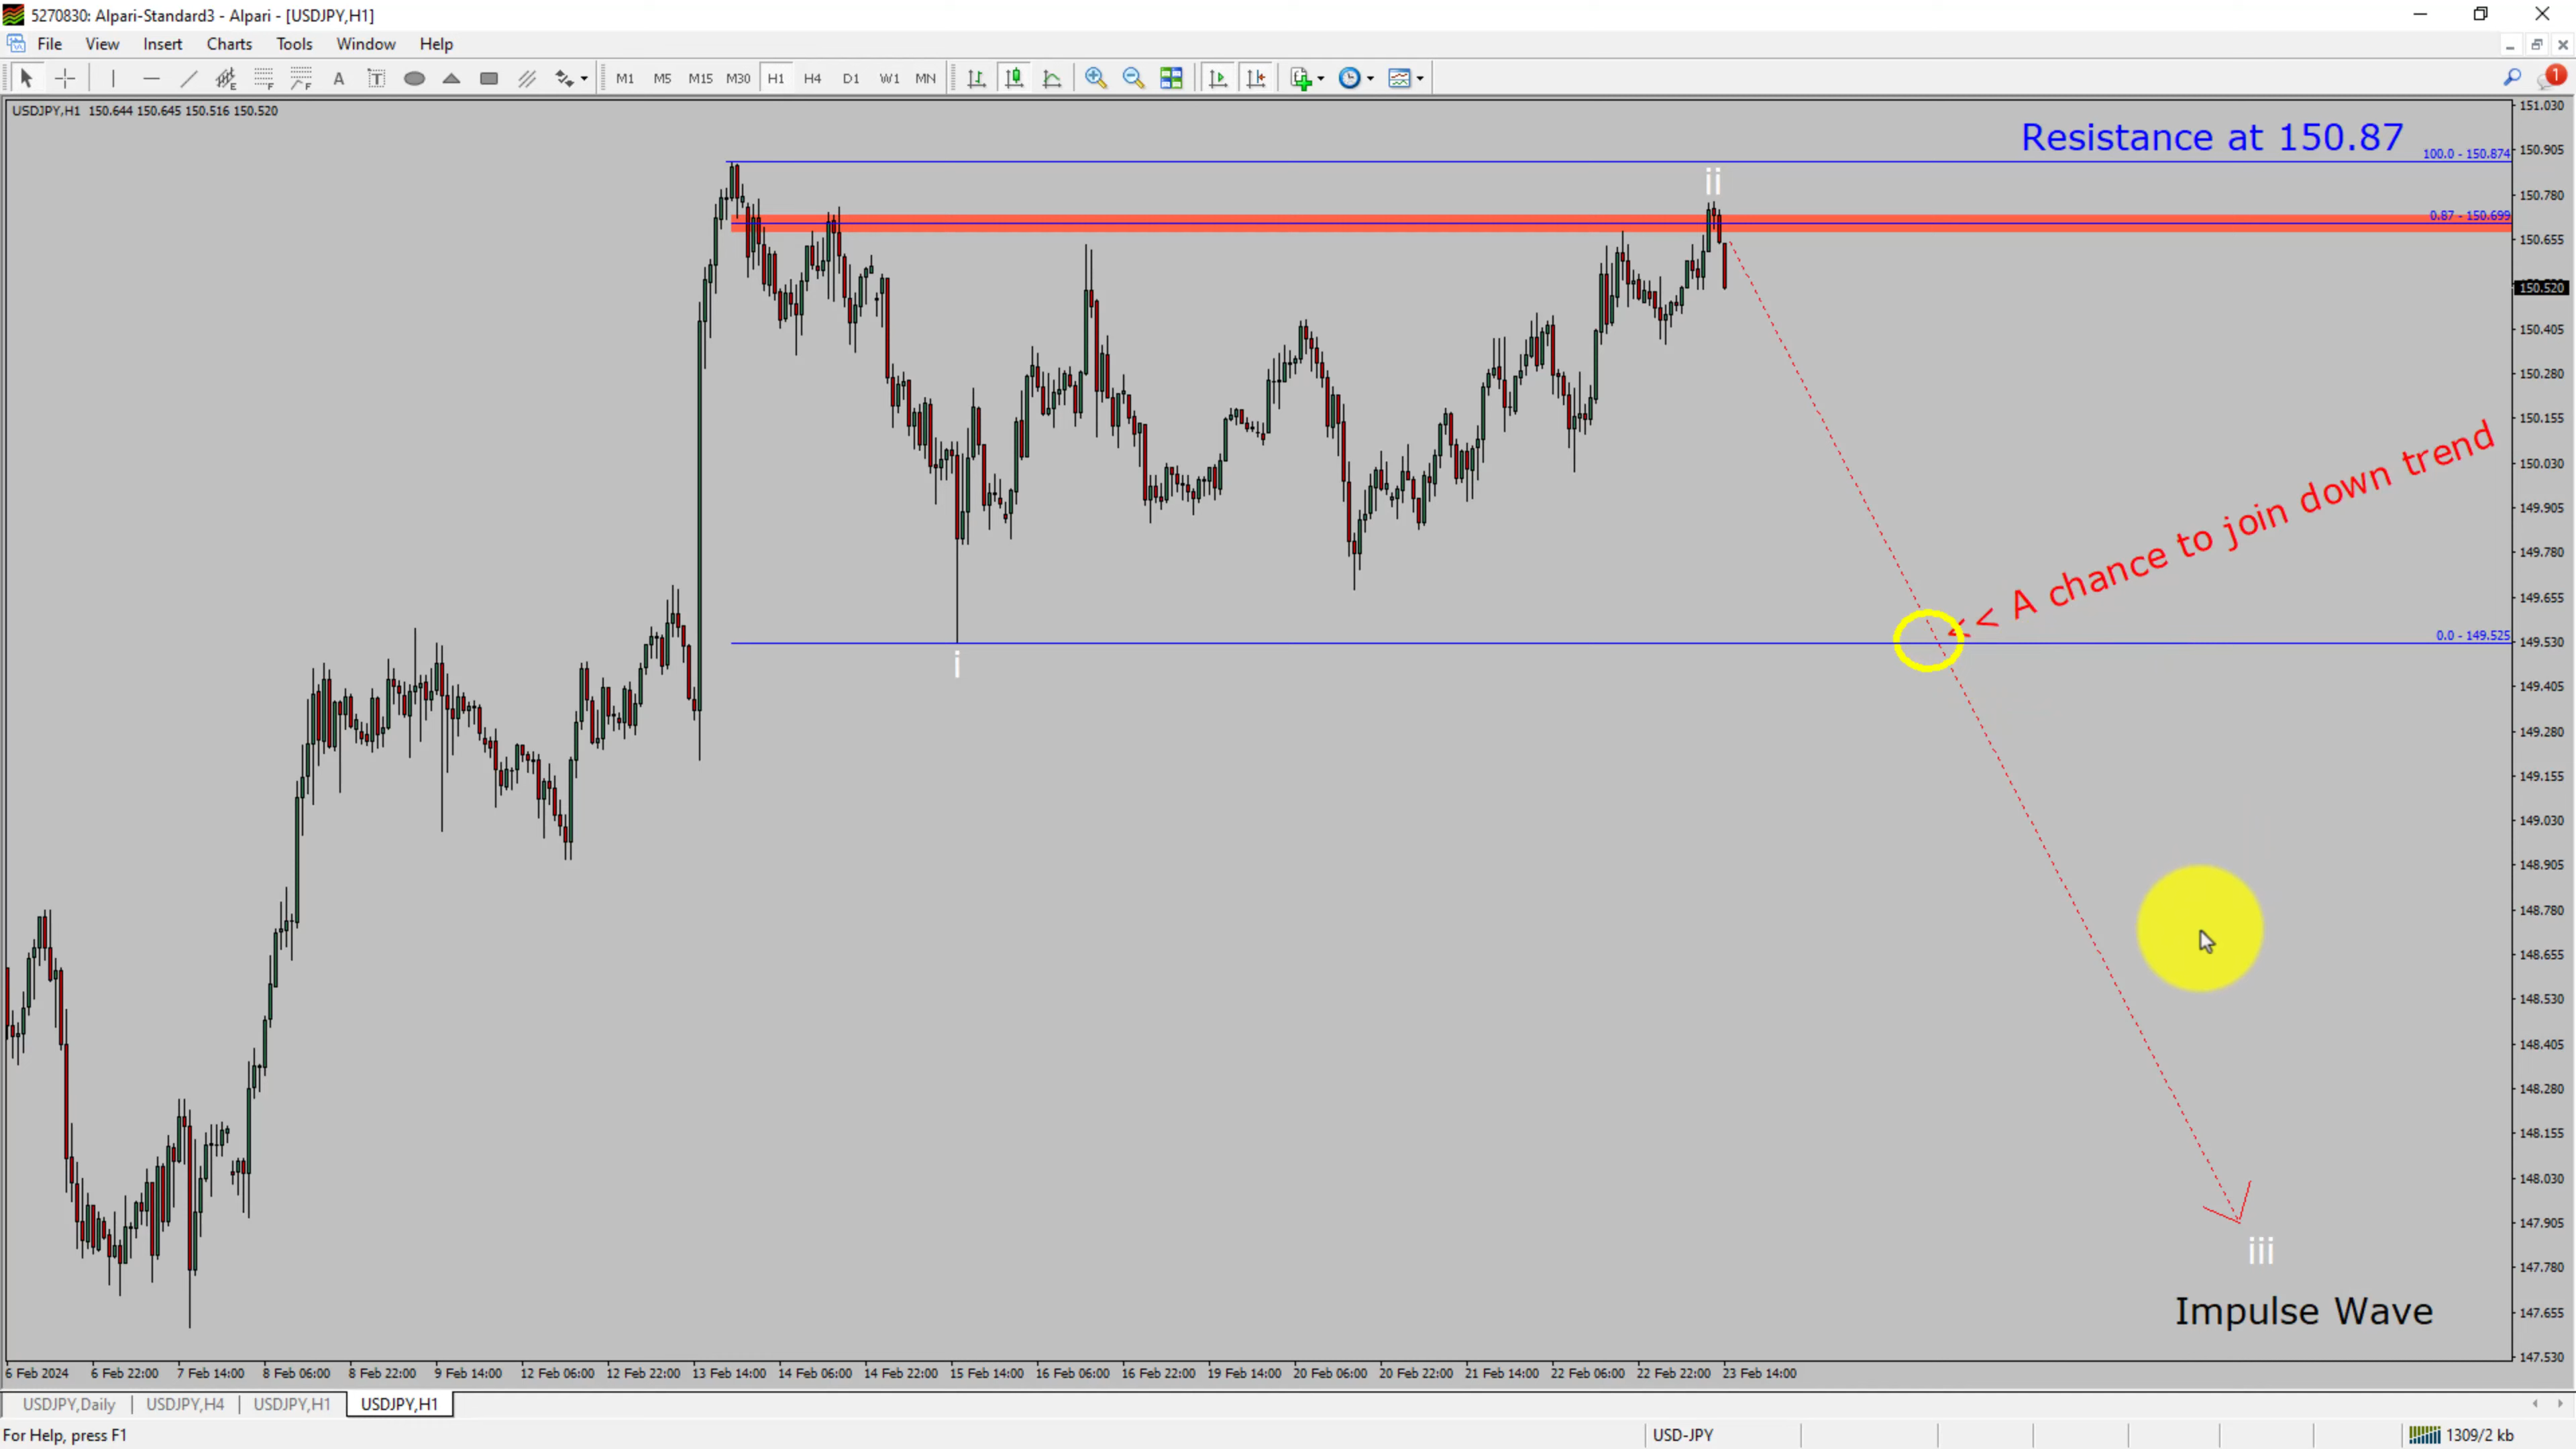 5270830: Alpari-Standard3 - Alpari - [USDJPY,H1]
File View Insert Charts Tools Window Help
A T M1 M5 M15 M30 H1 H4 D1 W1 MN 1
USDJPY,H1 150.644 150.645 150.516 150.520
151.030
Resistance at 150.87
150.905
100.0 - 150.874
ii
150.780
0.87 - 150.699
150.655
150.520
150.405
150.280
150.155
<< A chance to join down trend
150.030
149.905
149.780
149.655
0.0 - 149.525
149.530
i
149.405
149.280
149.155
149.030
148.905
148.780
148.655
148.530
148.405
148.280
148.155
148.030
147.905
iii
147.780
Impulse Wave
147.655
147.530
6 Feb 2024 6 Feb 22:00 7 Feb 14:00 8 Feb 06:00 8 Feb 22:00 9 Feb 14:00 12 Feb 06:00 12 Feb 22:00 13 Feb 14:00 14 Feb 06:00 14 Feb 22:00 15 Feb 14:00 16 Feb 06:00 16 Feb 22:00 19 Feb 14:00 20 Feb 06:00 20 Feb 22:00 21 Feb 14:00 22 Feb 06:00 22 Feb 22:00 23 Feb 14:00
USDJPY,Daily USDJPY,H4 USDJPY,H1 USDJPY,H1
For Help, press F1 USD-JPY 1309/2 kb